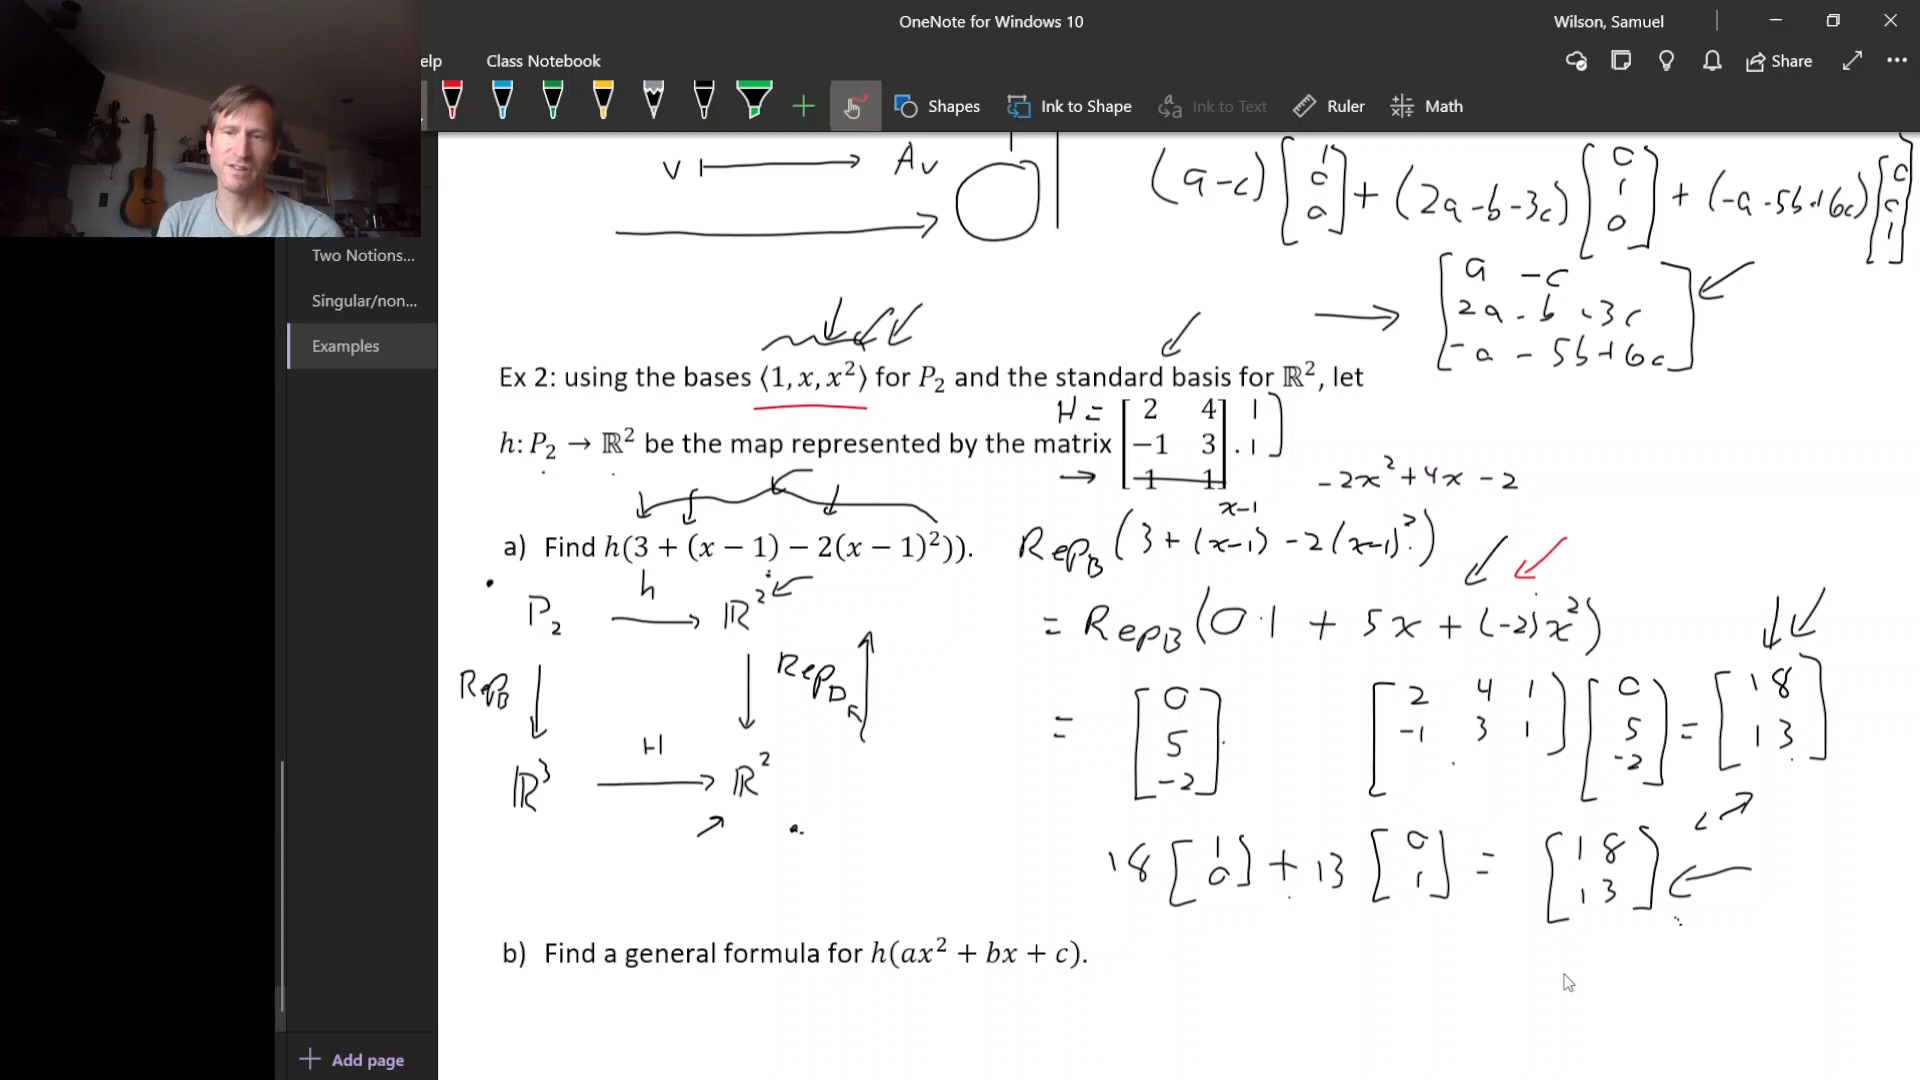 OneNote for Windows 10
Wilson, Samuel
elp Class Notebook
Share
Shapes Ink to Shape Ink to Text Ruler Math
Two Notions...
Singular/non...
Examples
Add page
v ↦ Av
(a-c) [1 0 0] + (2a-b-3c) [0 1 0] + (-a-5b+6c) [0 0 1]
→ [a -c
2a - b -3c
-a - 5b+6c]
Ex 2: using the bases ⟨1, x, x²⟩ for P₂ and the standard basis for ℝ², let
H = [2 4 1
h: P₂ → ℝ² be the map represented by the matrix -1 3 1]
1 1
-2x²+4x-2
x-1
a) Find h(3 + (x − 1) − 2(x − 1)²)).
Rep_B (3+(x-1)-2(x-1)²)
P₂ h → ℝ²
= Rep_B (0·1 + 5x + (-2)x²)
Rep_B Rep_D
= [0 5 -2]
[2 4 1
-1 3 1] [0 5 -2] = [18 13]
ℝ³ H → ℝ²
18 [1 0] + 13 [0 1] = [18 13]
b) Find a general formula for h(ax² + bx + c).